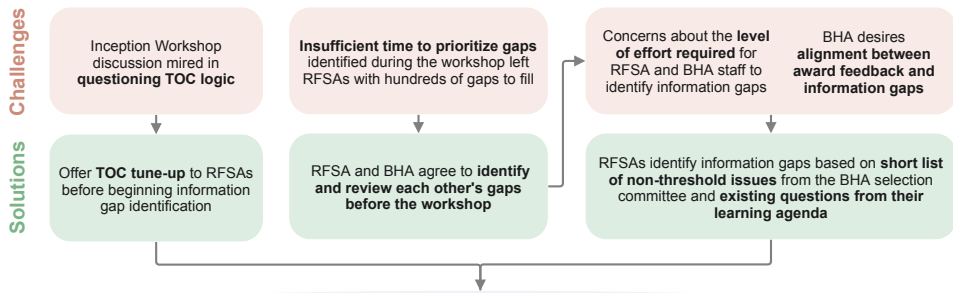 Challenges
Inception Workshop
discussion mired in
questioning TOC logic
Insufficient time to prioritize gaps
identified during the workshop left
RFSAs with hundreds of gaps to fill
Concerns about the level
of effort required for
RFSA and BHA staff to
identify information gaps
BHA desires
alignment between
award feedback and
information gaps
Solutions
Offer TOC tune-up to RFSAs
before beginning information
gap identification
RFSA and BHA agree to identify
and review each other's gaps
before the workshop
RFSAs identify information gaps based on short list
of non-threshold issues from the BHA selection
committee and existing questions from their
learning agenda